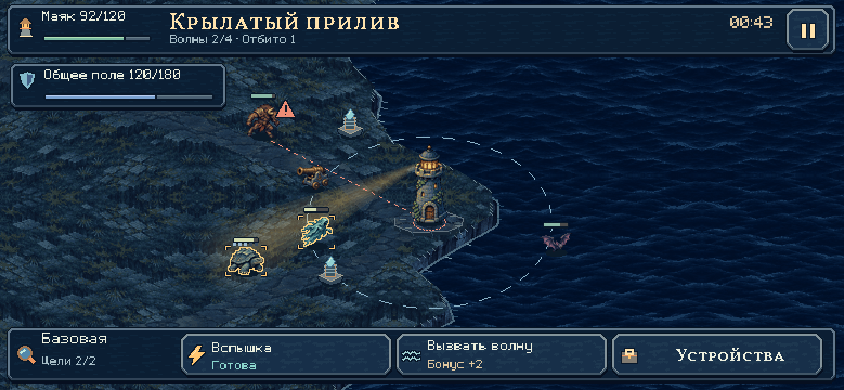 Маяк 92/120
Крылатый прилив
Волны 2/4 · Отбито 1
00:43
Общее поле 120/180
Базовая
Цели 2/2
Вспышка
Готова
Вызвать волну
Бонус +2
Устройства